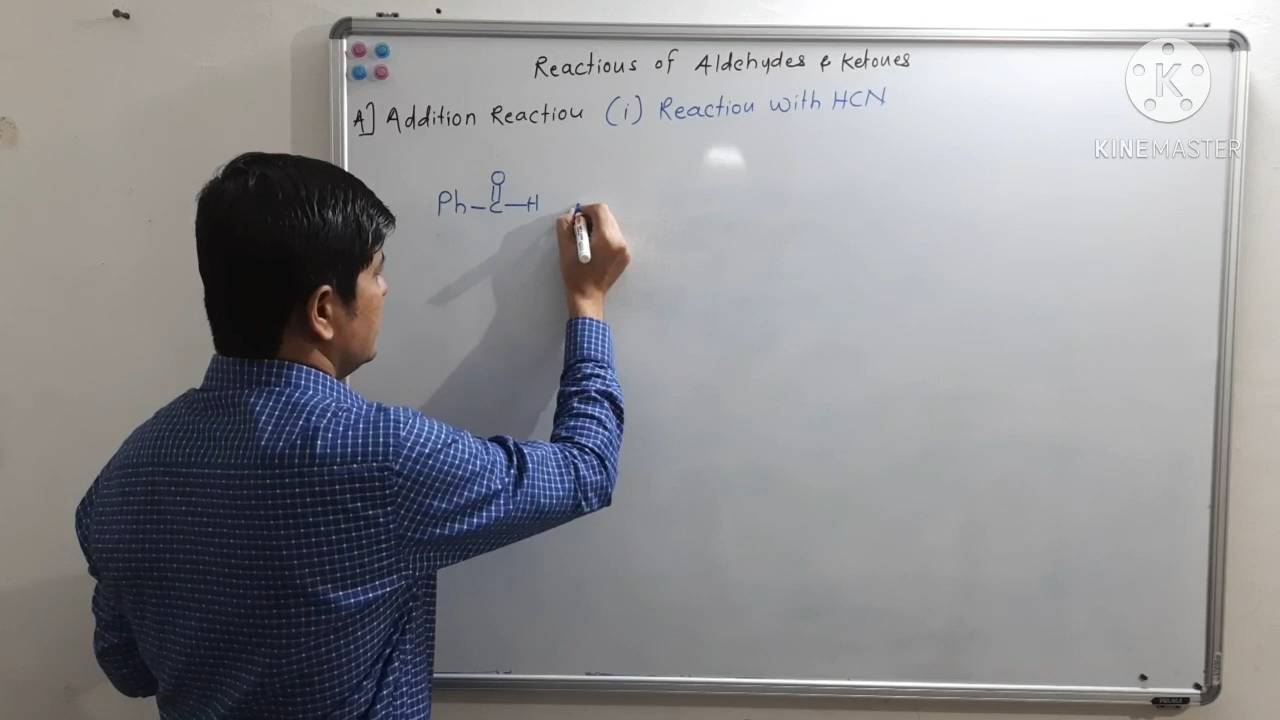 Reactions of Aldehydes & Ketones
A] Addition Reaction (i) Reaction with HCN
O
Ph-C-H
K
KINEMASTER